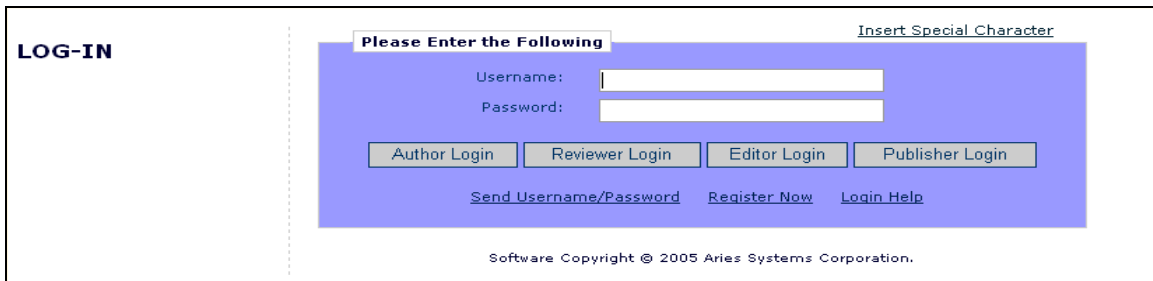 LOG-IN
Insert Special Character
Please Enter the Following
Username:
Password:
Author Login Reviewer Login Editor Login Publisher Login
Send Username/Password Register Now Login Help
Software Copyright © 2005 Aries Systems Corporation.